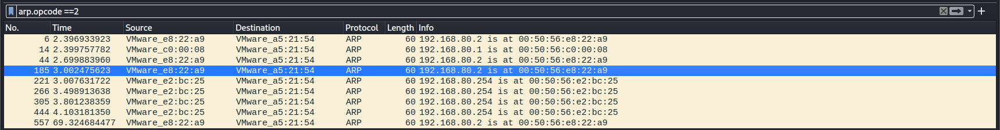 arp.opcode ==2
No. Time Source Destination Protocol Length Info
6 2.396933923 VMware_e8:22:a9 VMware_a5:21:54 ARP 60 192.168.80.2 is at 00:50:56:e8:22:a9
14 2.399757782 VMware_c0:00:08 VMware_a5:21:54 ARP 60 192.168.80.1 is at 00:50:56:c0:00:08
44 2.699883960 VMware_e8:22:a9 VMware_a5:21:54 ARP 60 192.168.80.2 is at 00:50:56:e8:22:a9
185 3.002475623 VMware_e8:22:a9 VMware_a5:21:54 ARP 60 192.168.80.2 is at 00:50:56:e8:22:a9
221 3.007631722 VMware_e2:bc:25 VMware_a5:21:54 ARP 60 192.168.80.254 is at 00:50:56:e2:bc:25
266 3.498913638 VMware_e2:bc:25 VMware_a5:21:54 ARP 60 192.168.80.254 is at 00:50:56:e2:bc:25
305 3.801238359 VMware_e2:bc:25 VMware_a5:21:54 ARP 60 192.168.80.254 is at 00:50:56:e2:bc:25
444 4.103181350 VMware_e2:bc:25 VMware_a5:21:54 ARP 60 192.168.80.254 is at 00:50:56:e2:bc:25
557 69.324684477 VMware_e8:22:a9 VMware_a5:21:54 ARP 60 192.168.80.2 is at 00:50:56:e8:22:a9